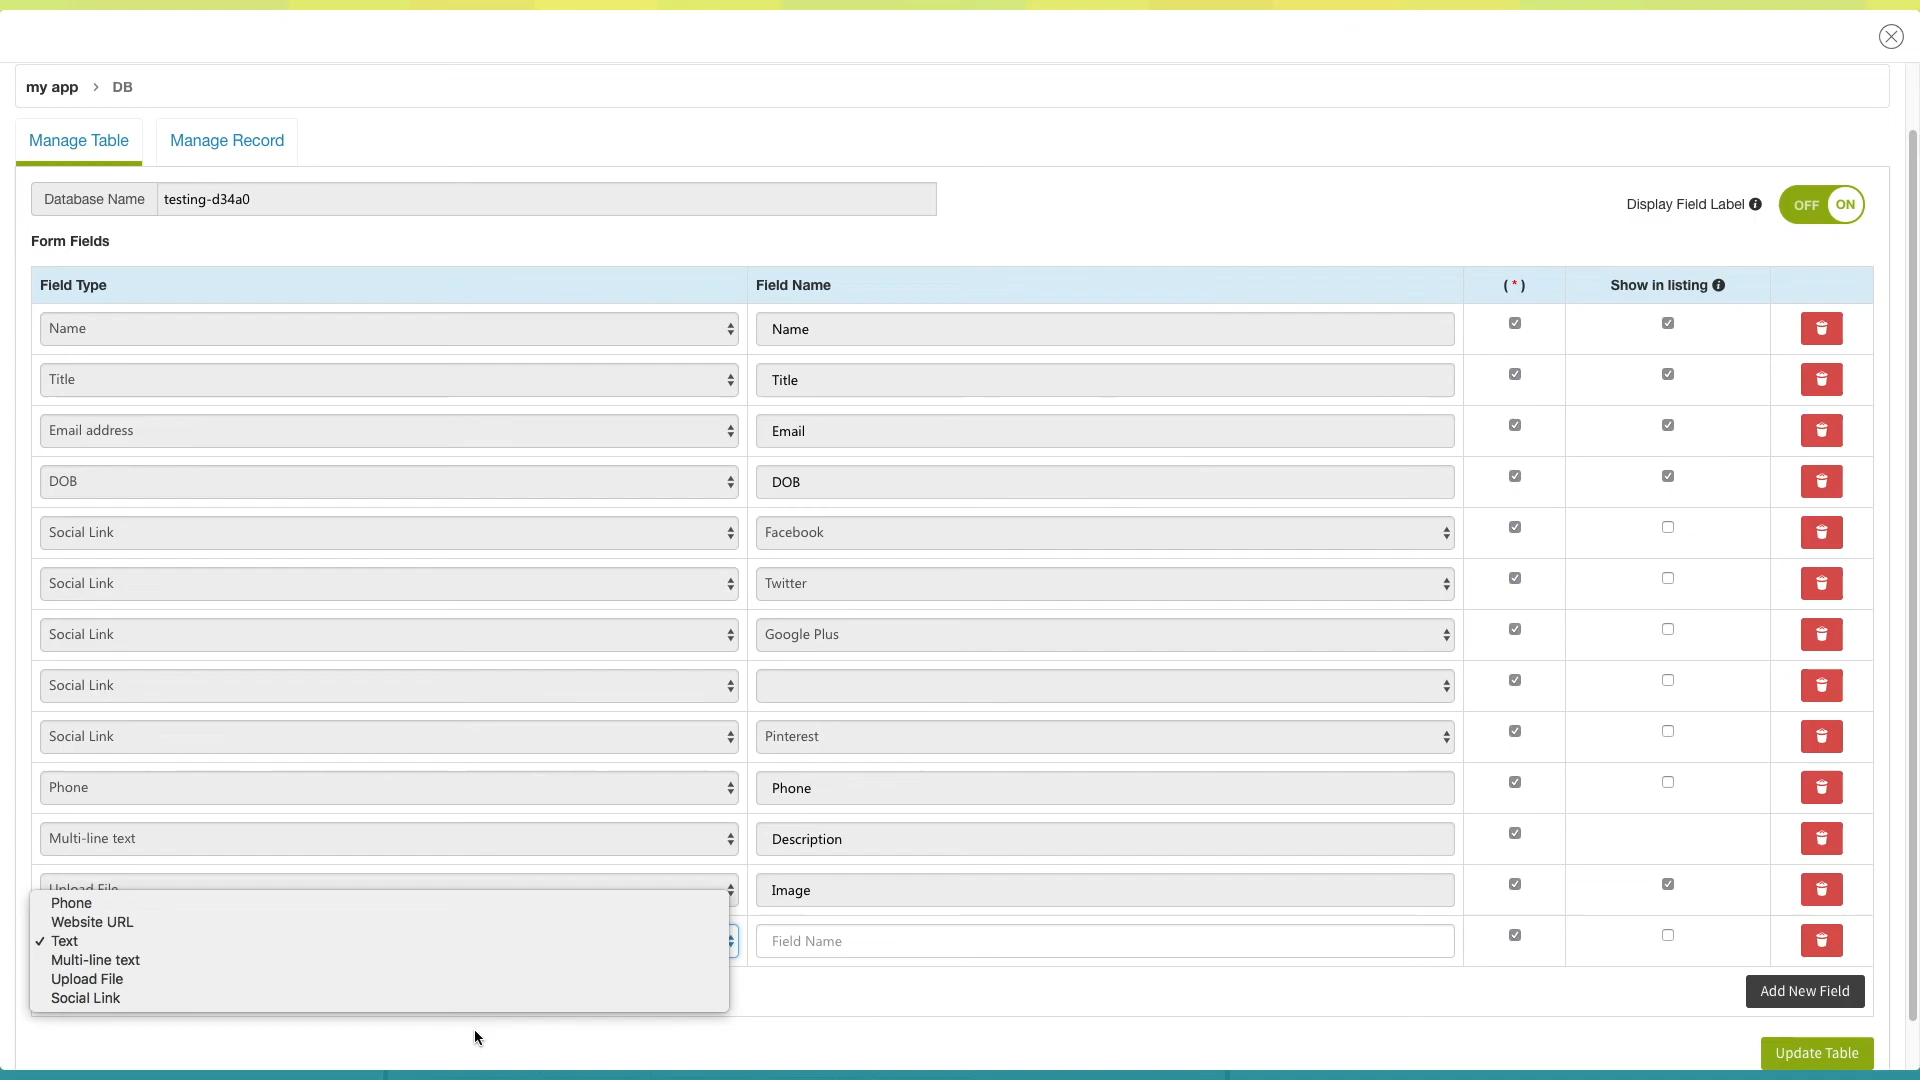 my app > DB
Manage Table Manage Record
Database Name testing-d34a0 Display Field Label OFF ON
Form Fields
Field Type Field Name ( * ) Show in listing
Name Name
Title Title
Email address Email
DOB DOB
Social Link Facebook
Social Link Twitter
Social Link Google Plus
Social Link
Social Link Pinterest
Phone Phone
Multi-line text Description
Upload File Image
Phone
Website URL
✓ Text Field Name
Multi-line text
Upload File
Social Link
Add New Field
Update Table